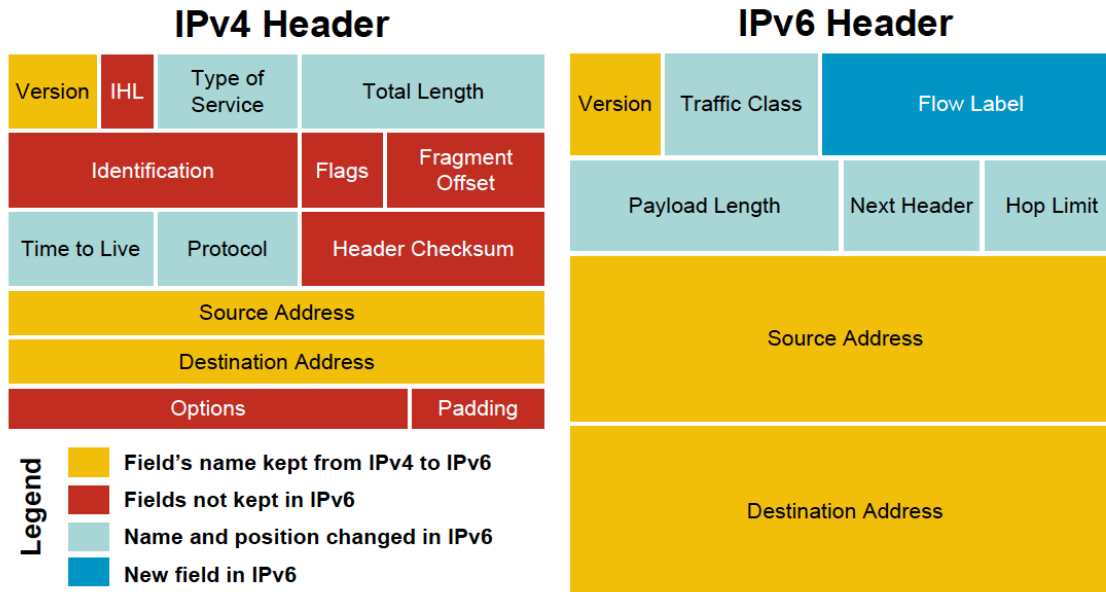 IPv4 Header
Version
IHL
Type of
Service
Total Length
Identification
Flags
Fragment
Offset
Time to Live
Protocol
Header Checksum
Source Address
Destination Address
Options
Padding
Legend
Field's name kept from IPv4 to IPv6
Fields not kept in IPv6
Name and position changed in IPv6
New field in IPv6
IPv6 Header
Version
Traffic Class
Flow Label
Payload Length
Next Header
Hop Limit
Source Address
Destination Address